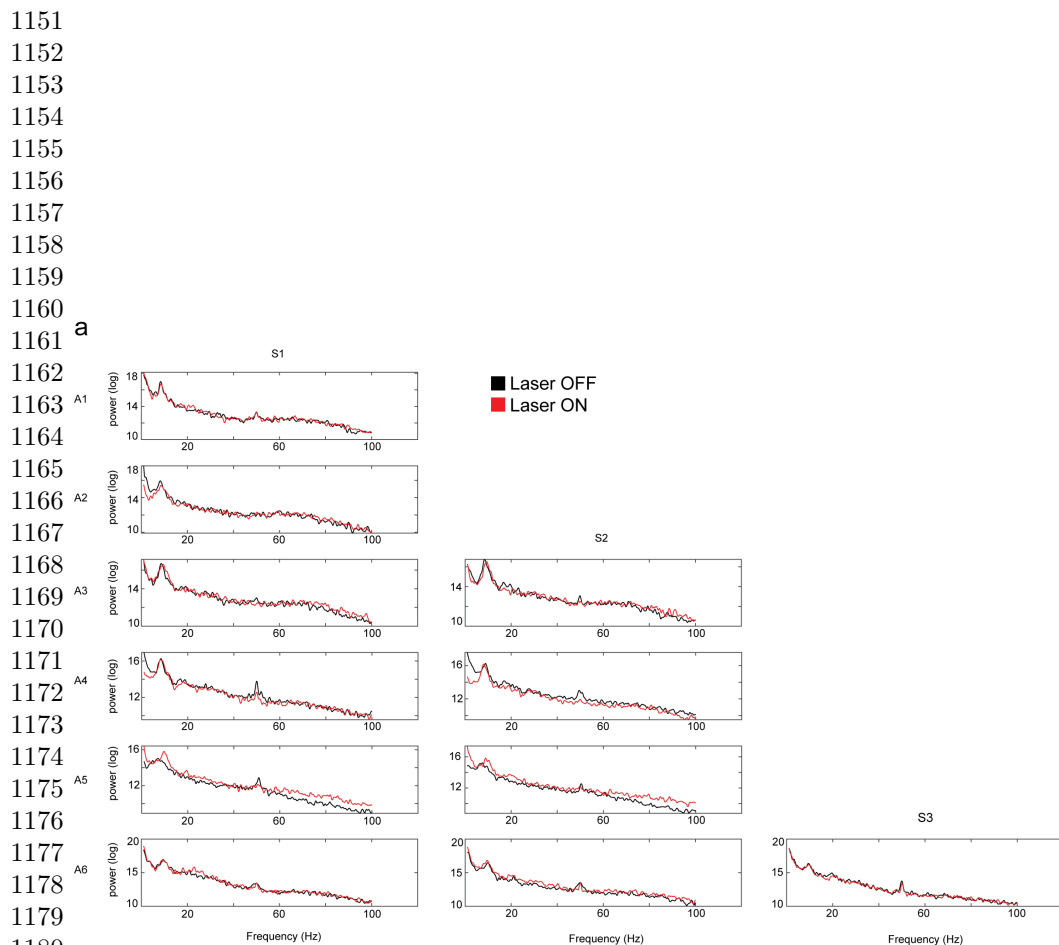 1151
1152
1153
1154
1155
1156
1157
1158
1159
1160
a
1161
S1
1162
Laser OFF
A1
1163
Laser ON
1164
power (log)
18
14
10
20 60 100
1165
A2
1166
1167
power (log)
18
14
10
20 60 100
S2
1168
A3
1169
1170
power (log)
14
10
20 60 100
14
10
20 60 100
1171
A4
1172
1173
power (log)
16
12
20 60 100
16
12
20 60 100
1174
A5
1175
1176
power (log)
16
12
20 60 100
16
12
20 60 100
S3
1177
A6
1178
1179
power (log)
20
15
10
20 60 100
20
15
10
20 60 100
20
15
10
20 60 100
Frequency (Hz) Frequency (Hz) Frequency (Hz)
1180